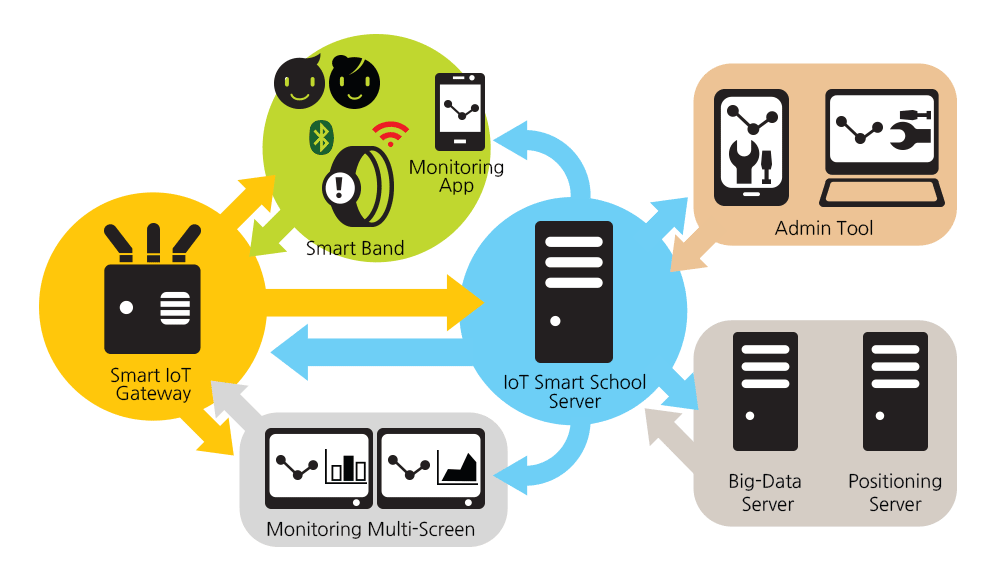 Monitoring
App
Smart Band
Admin Tool
Smart IoT
Gateway
IoT Smart School
Server
Big-Data
Server
Positioning
Server
Monitoring Multi-Screen